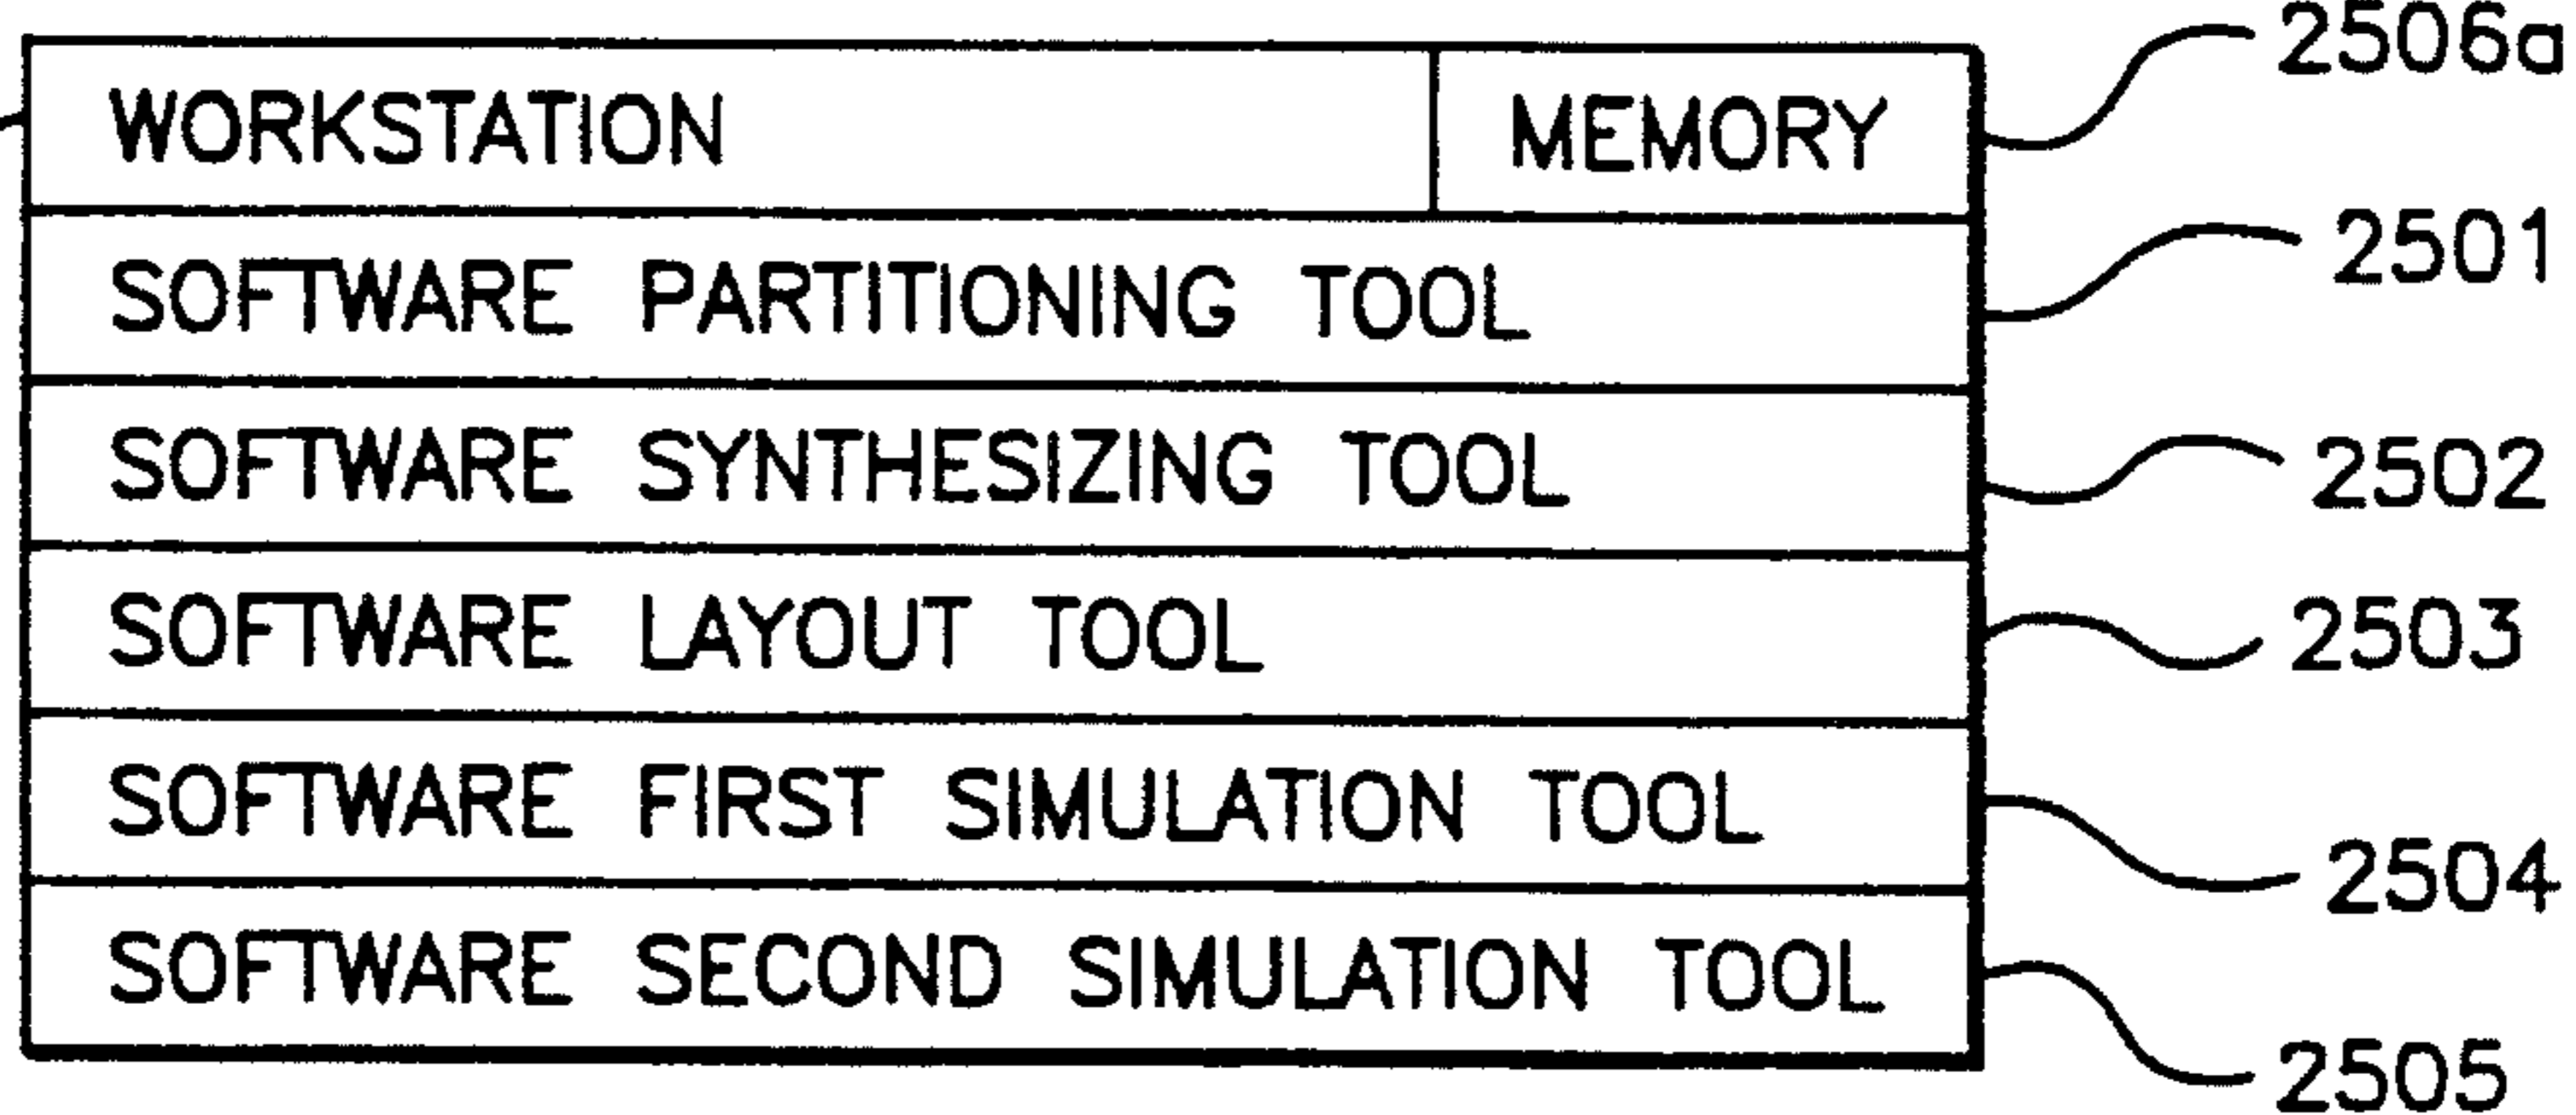 WORKSTATION MEMORY 2506a
SOFTWARE PARTITIONING TOOL 2501
SOFTWARE SYNTHESIZING TOOL 2502
SOFTWARE LAYOUT TOOL 2503
SOFTWARE FIRST SIMULATION TOOL 2504
SOFTWARE SECOND SIMULATION TOOL 2505